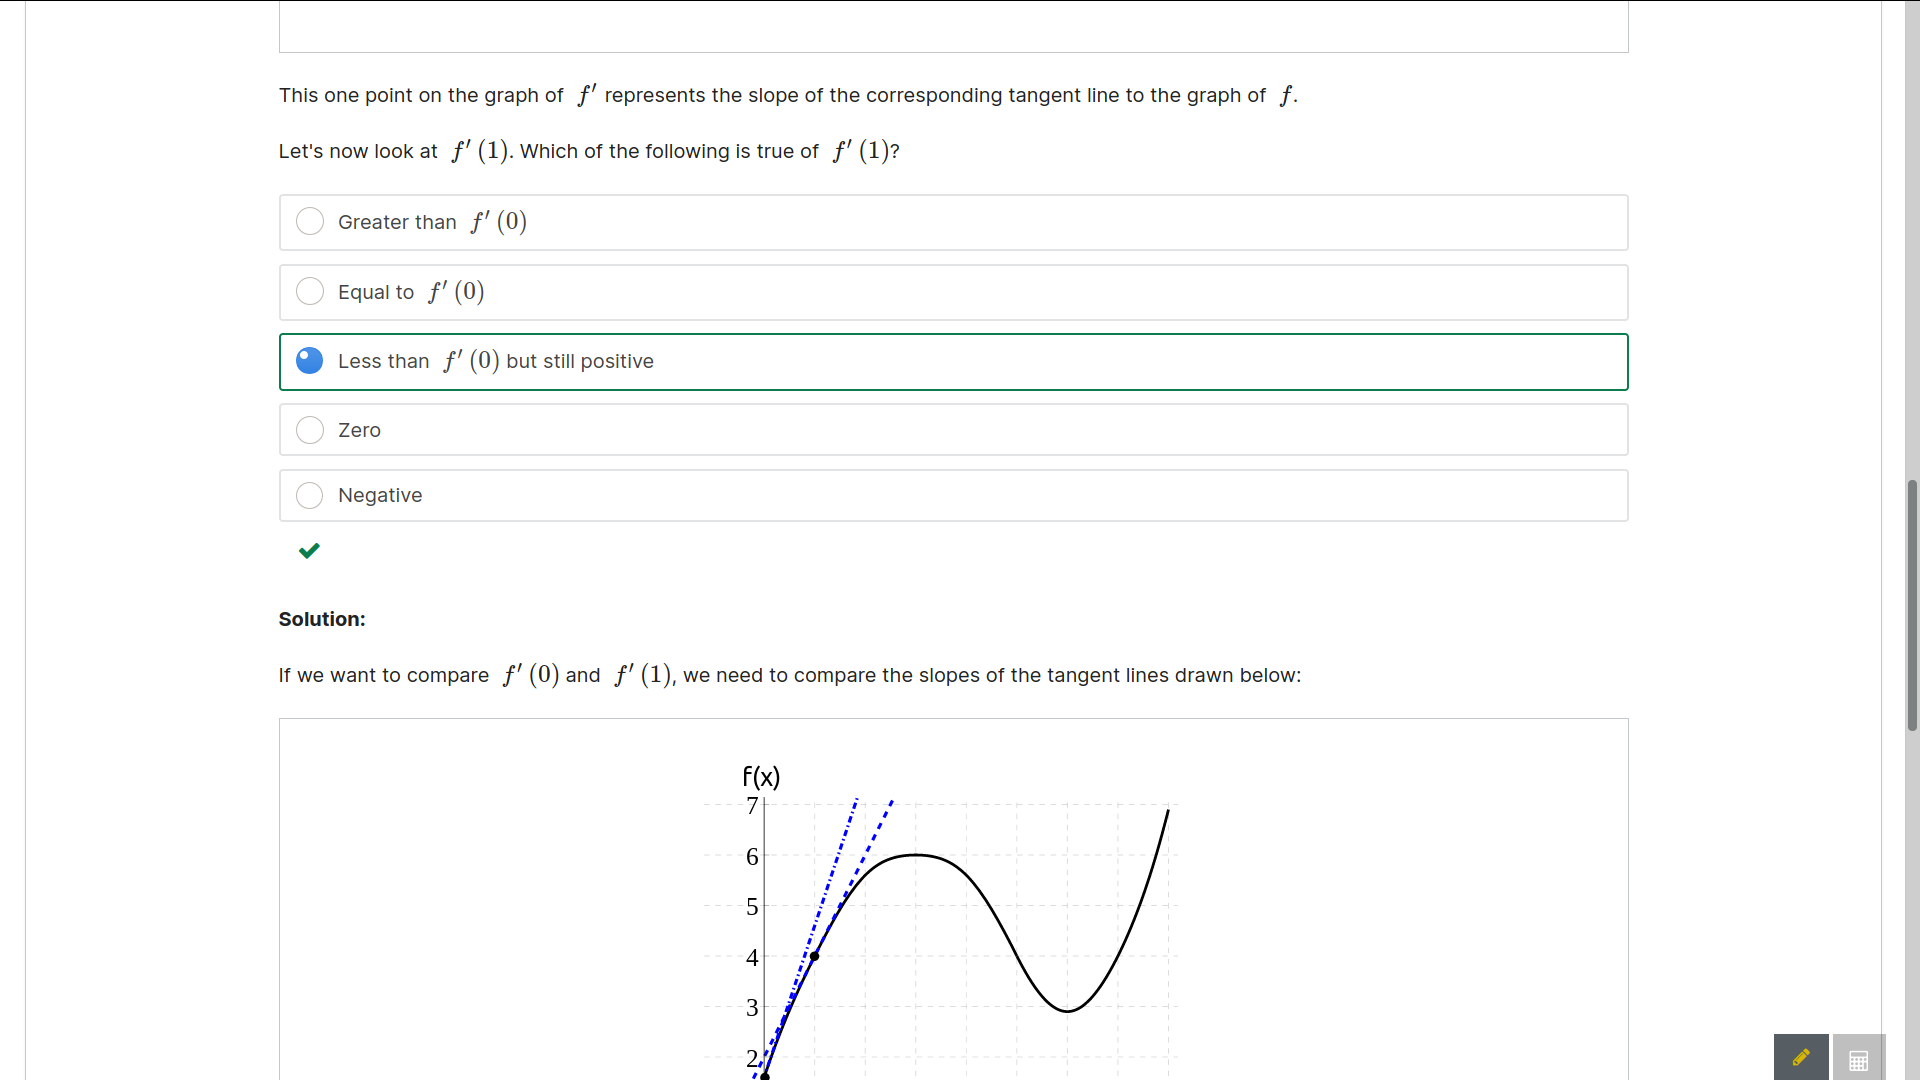 This one point on the graph of f′ represents the slope of the corresponding tangent line to the graph of f.
Let's now look at f′ (1). Which of the following is true of f′ (1)?
Greater than f′ (0)
Equal to f′ (0)
Less than f′ (0) but still positive
Zero
Negative
Solution:
If we want to compare f′ (0) and f′ (1), we need to compare the slopes of the tangent lines drawn below:
f(x)
7
6
5
4
3
2